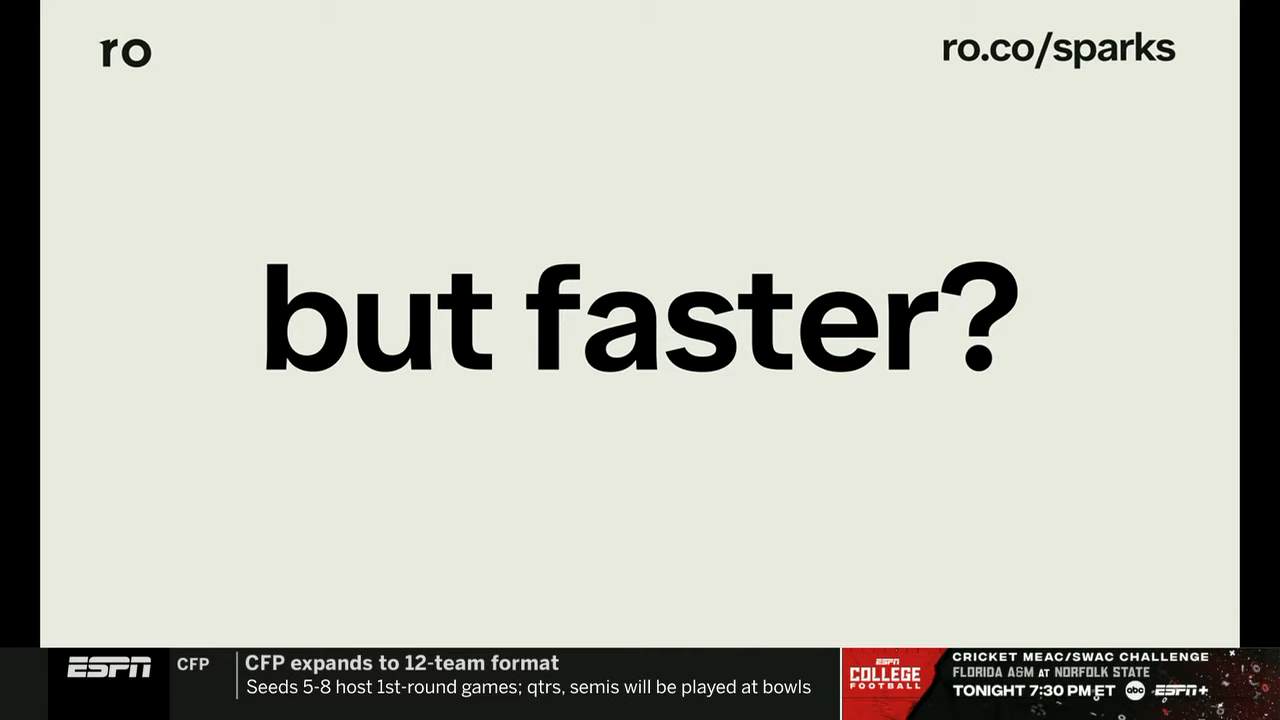 ro
ro.co/sparks
but faster?
ESPN
CFP
CFP expands to 12-team format
Seeds 5-8 host 1st-round games; qtrs, semis will be played at bowls
ESPN
COLLEGE
FOOTBALL
CRICKET MEAC/SWAC CHALLENGE
FLORIDA A&M AT NORFOLK STATE
TONIGHT 7:30 PM ET abc ESPN+